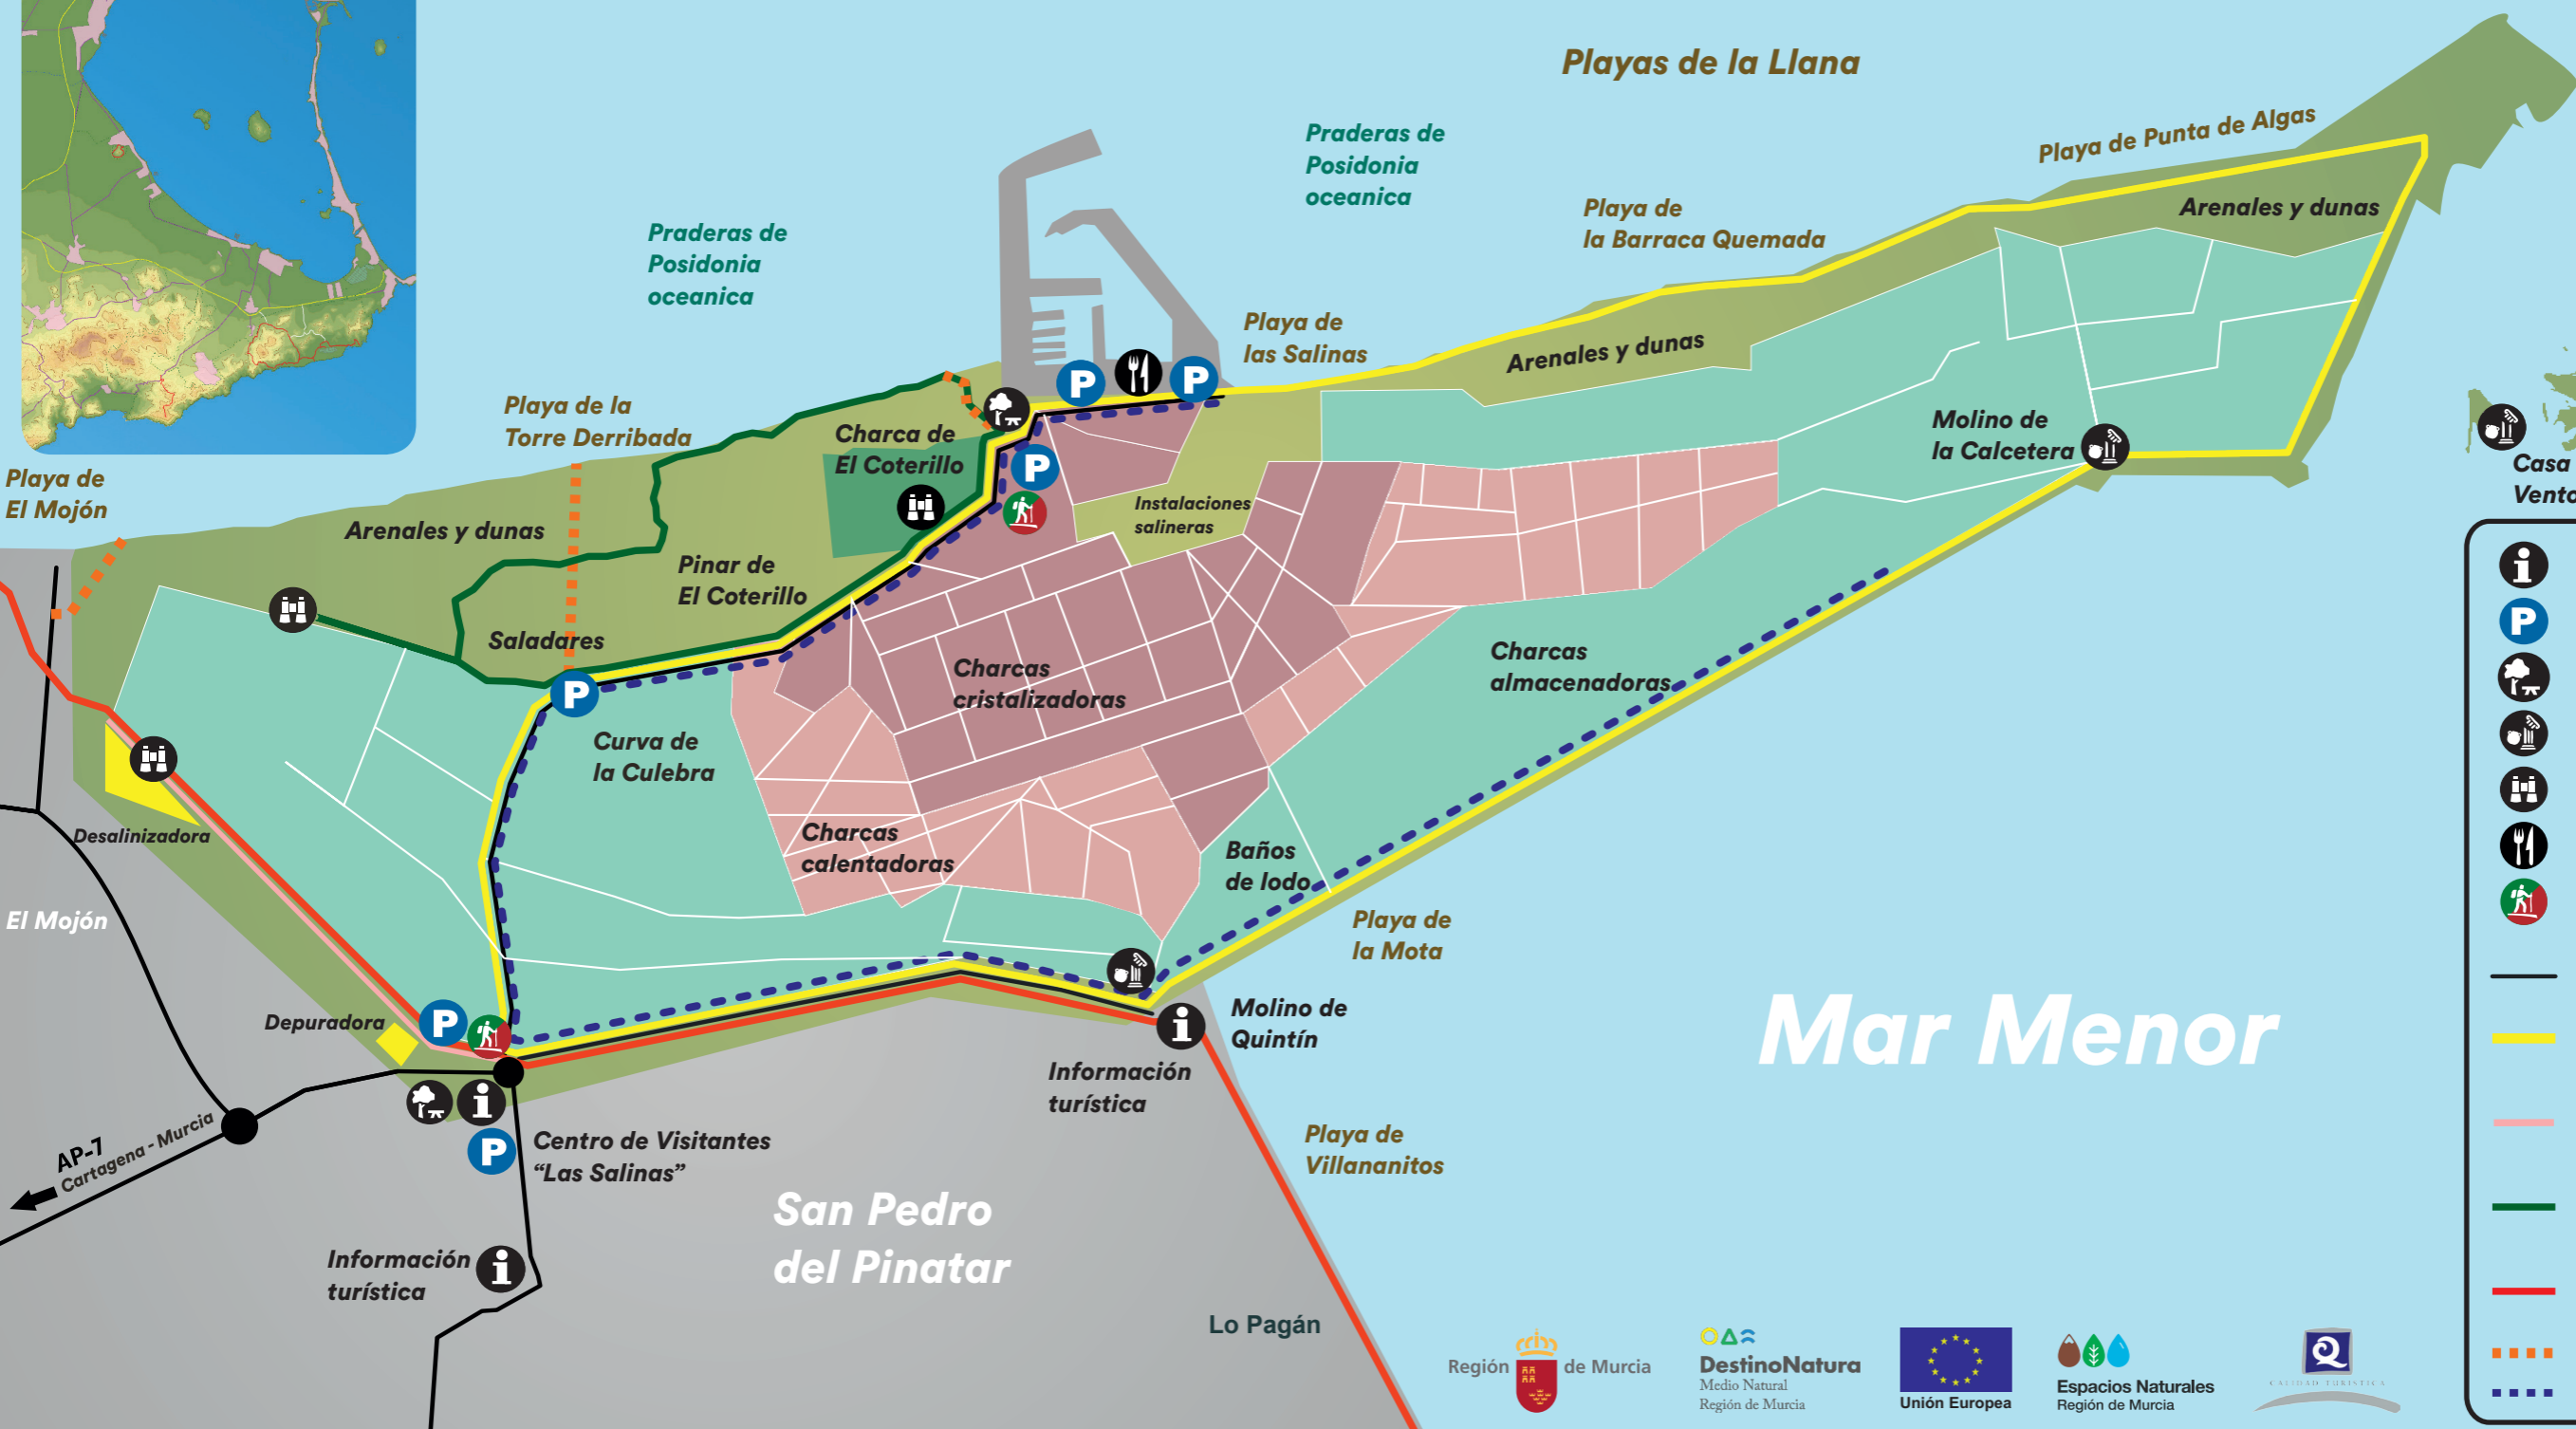 Playas de la Llana
Praderas de
Posidonia
oceanica
Playa de Punta de Algas
Arenales y dunas
Playa de
la Barraca Quemada
Praderas de
Posidonia
oceanica
Playa de
las Salinas
Arenales y dunas
Playa de la
Torre Derribada
P
P
Charca de
El Coterillo
P
Molino de
la Calcetera
Casa
Vento
Playa de
El Mojón
Arenales y dunas
Instalaciones
salineras
Pinar de
El Coterillo
Saladares
P
Charcas
cristalizadoras
Charcas
almacenadoras
Curva de
la Culebra
Desalinizadora
Charcas
calentadoras
Baños
de lodo
El Mojón
Playa de
la Mota
Depuradora
P
i
Molino de
Quintín
Mar Menor
Información
turística
i
P
Centro de Visitantes
“Las Salinas”
AP-7
Cartagena - Murcia
Playa de
Villananitos
San Pedro
del Pinatar
Información
turística
i
Lo Pagán
i
P
Región de Murcia
DestinoNatura
Medio Natural
Región de Murcia
Unión Europea
Espacios Naturales
Región de Murcia
Q
CALIDAD TURÍSTICA